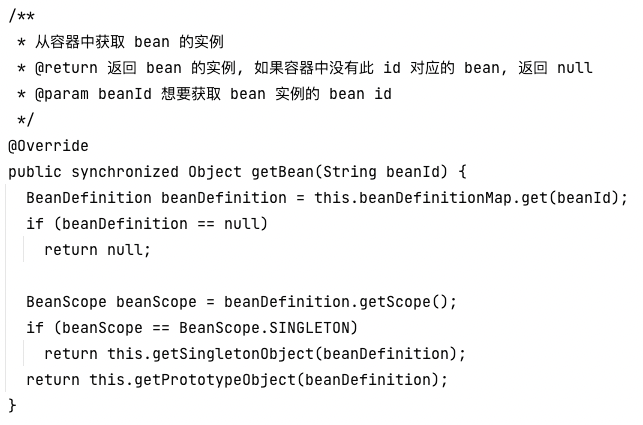 /**
 * 从容器中获取 bean 的实例
 * @return 返回 bean 的实例, 如果容器中没有此 id 对应的 bean, 返回 null
 * @param beanId 想要获取 bean 实例的 bean id
 */
@Override
public synchronized Object getBean(String beanId) {
  BeanDefinition beanDefinition = this.beanDefinitionMap.get(beanId);
  if (beanDefinition == null)
    return null;

  BeanScope beanScope = beanDefinition.getScope();
  if (beanScope == BeanScope.SINGLETON)
    return this.getSingletonObject(beanDefinition);
  return this.getPrototypeObject(beanDefinition);
}